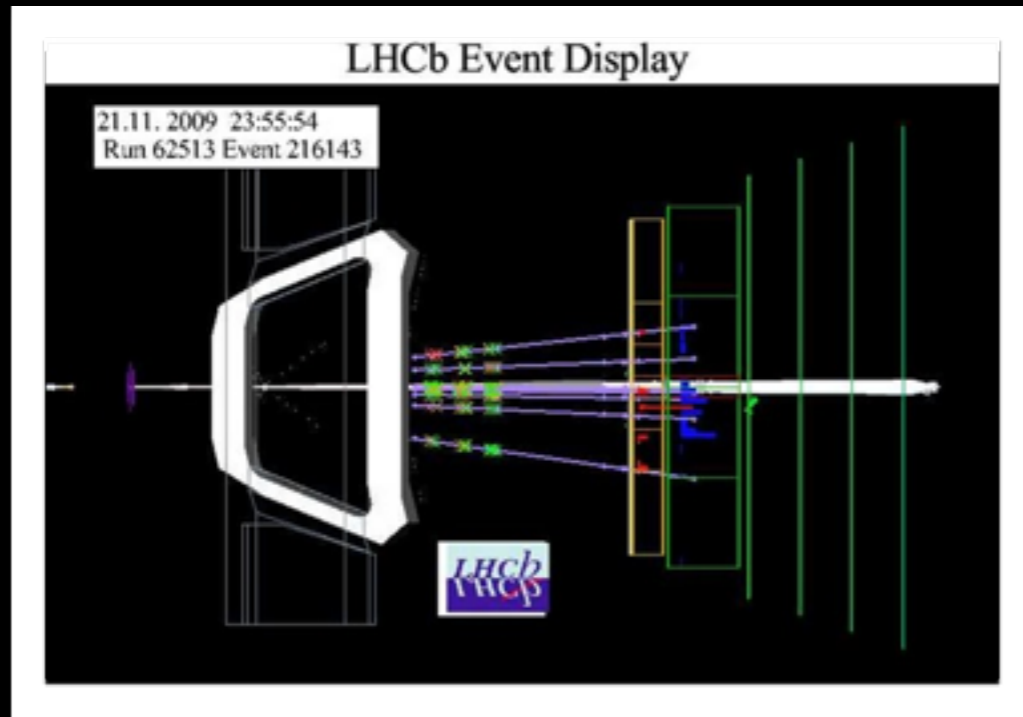 LHCb Event Display
21.11. 2009 23:55:54
Run 62513 Event 216143
LHCb